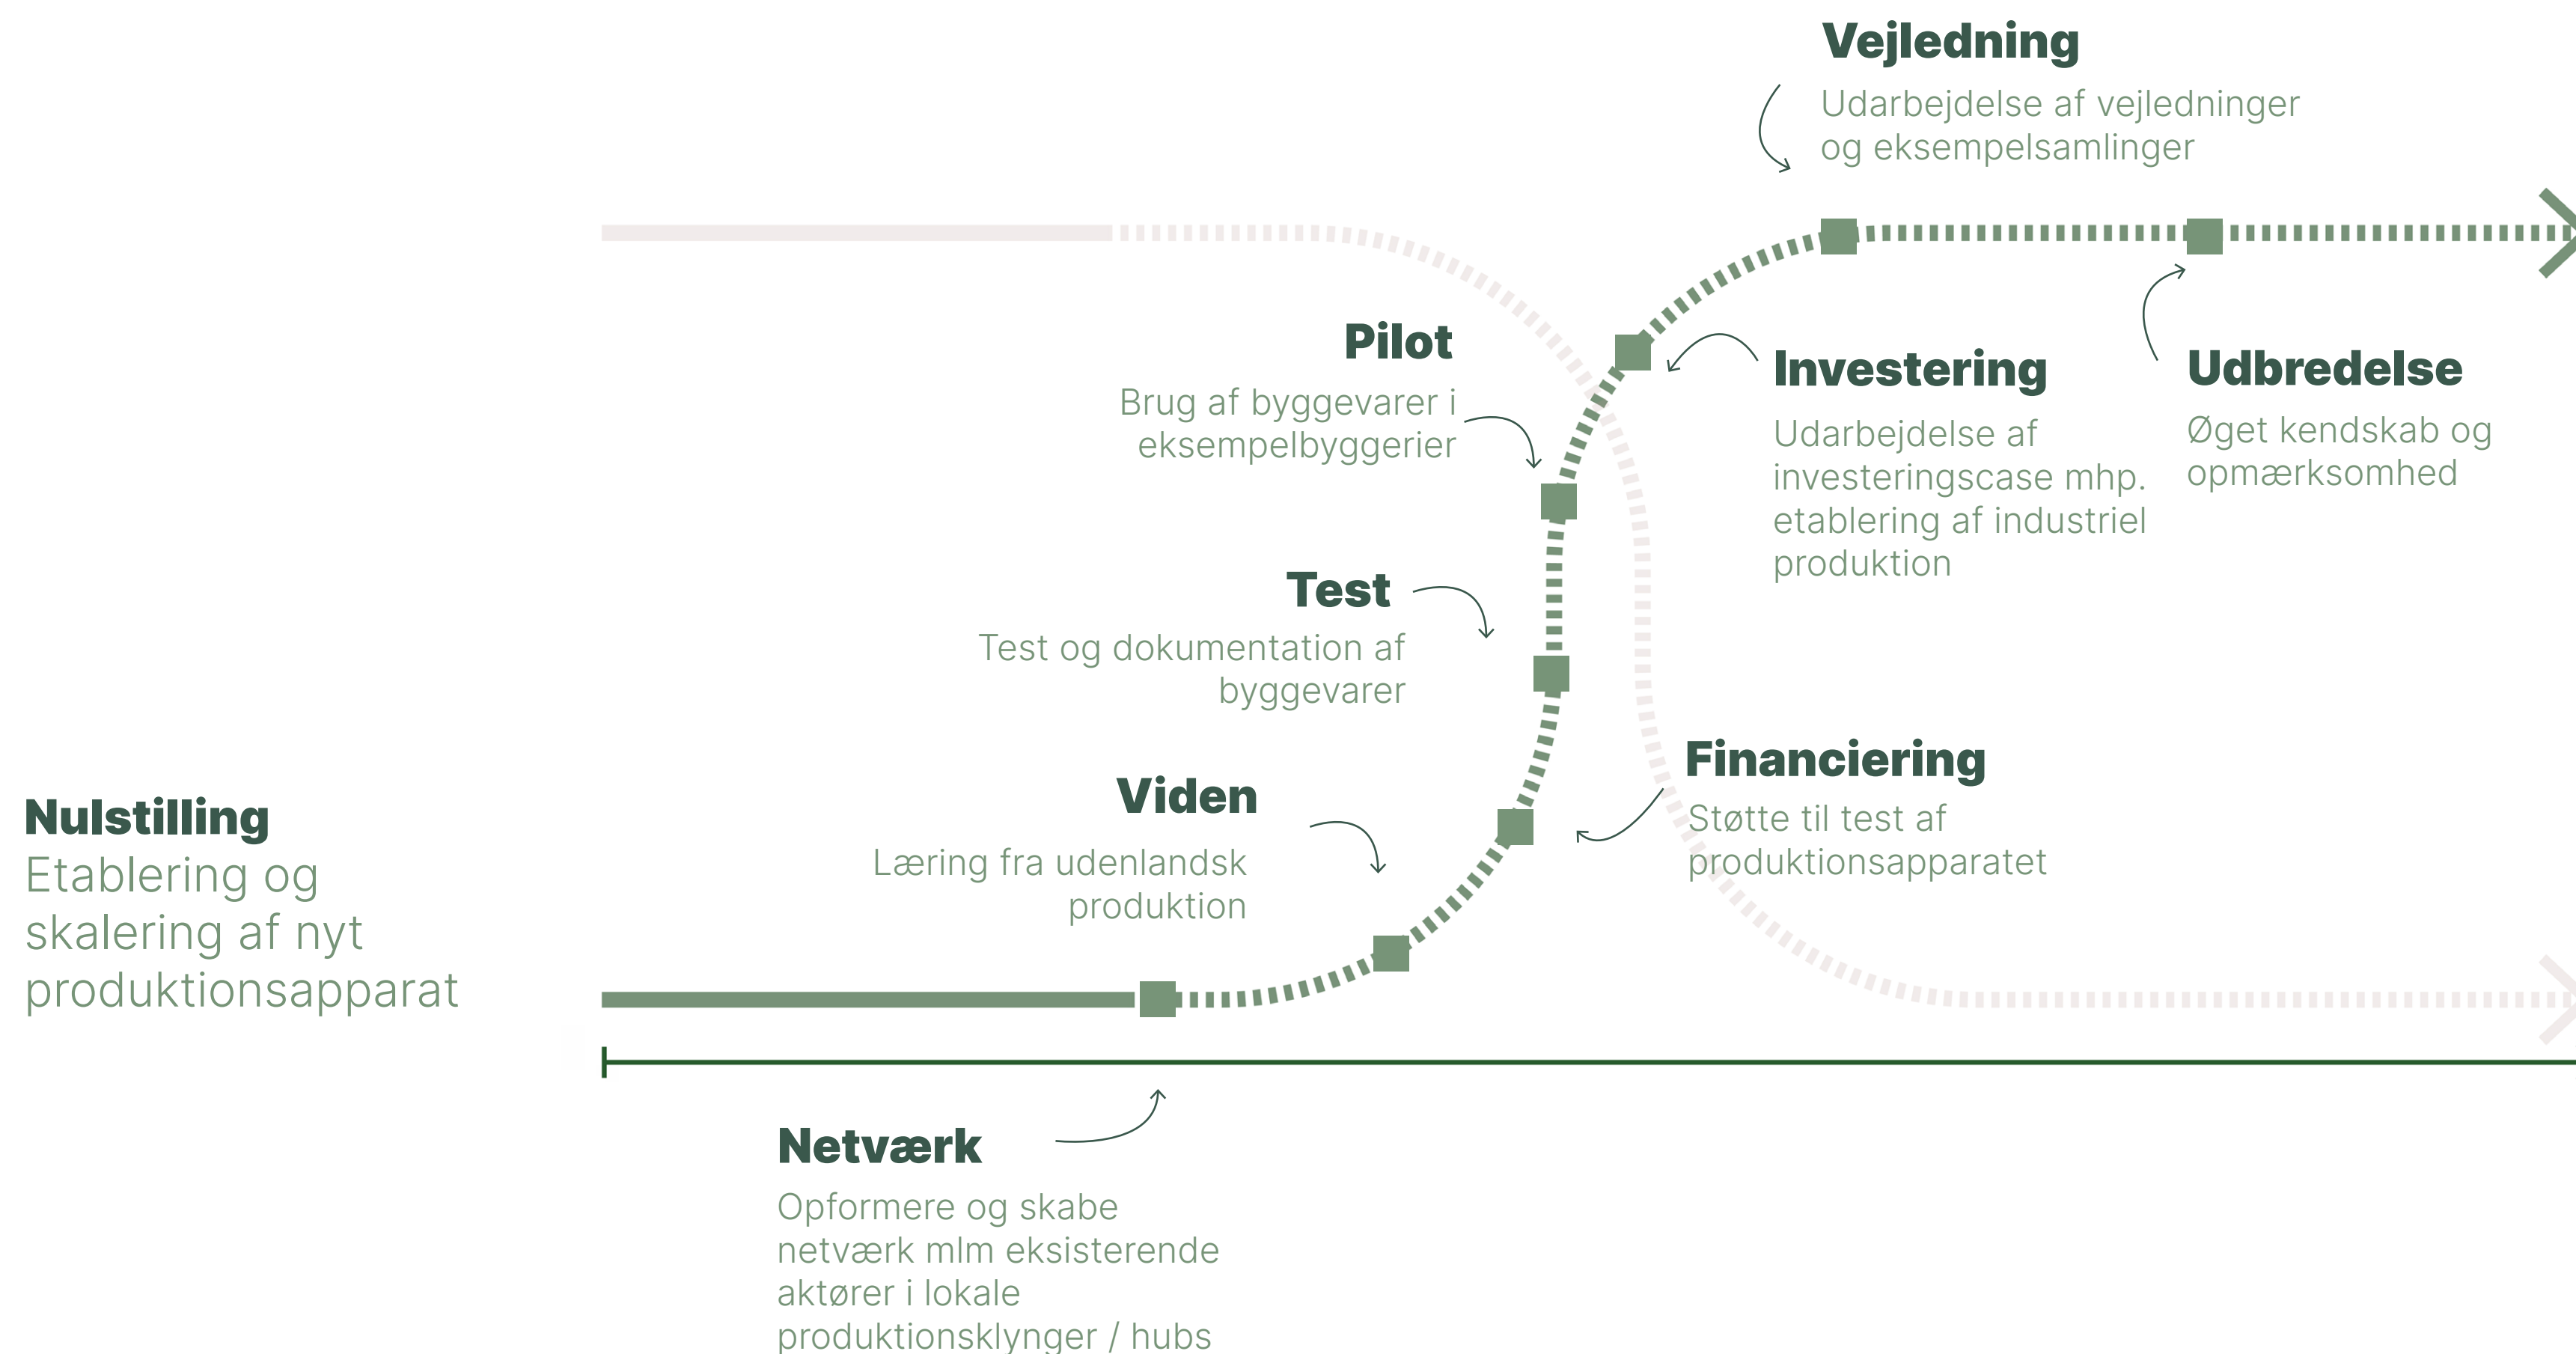 Vejledning
Udarbejdelse af vejledninger
og eksempelsamlinger
Pilot
Brug af byggevarer i
eksempelbyggerier
Investering
Udarbejdelse af
investeringscase mhp.
etablering af industriel
produktion
Udbredelse
Øget kendskab og
opmærksomhed
Test
Test og dokumentation af
byggevarer
Financiering
Støtte til test af
produktionsapparatet
Viden
Læring fra udenlandsk
produktion
Nulstilling
Etablering og
skalering af nyt
produktionsapparat
Netværk
Opformere og skabe
netværk mlm eksisterende
aktører i lokale
produktionsklynger / hubs